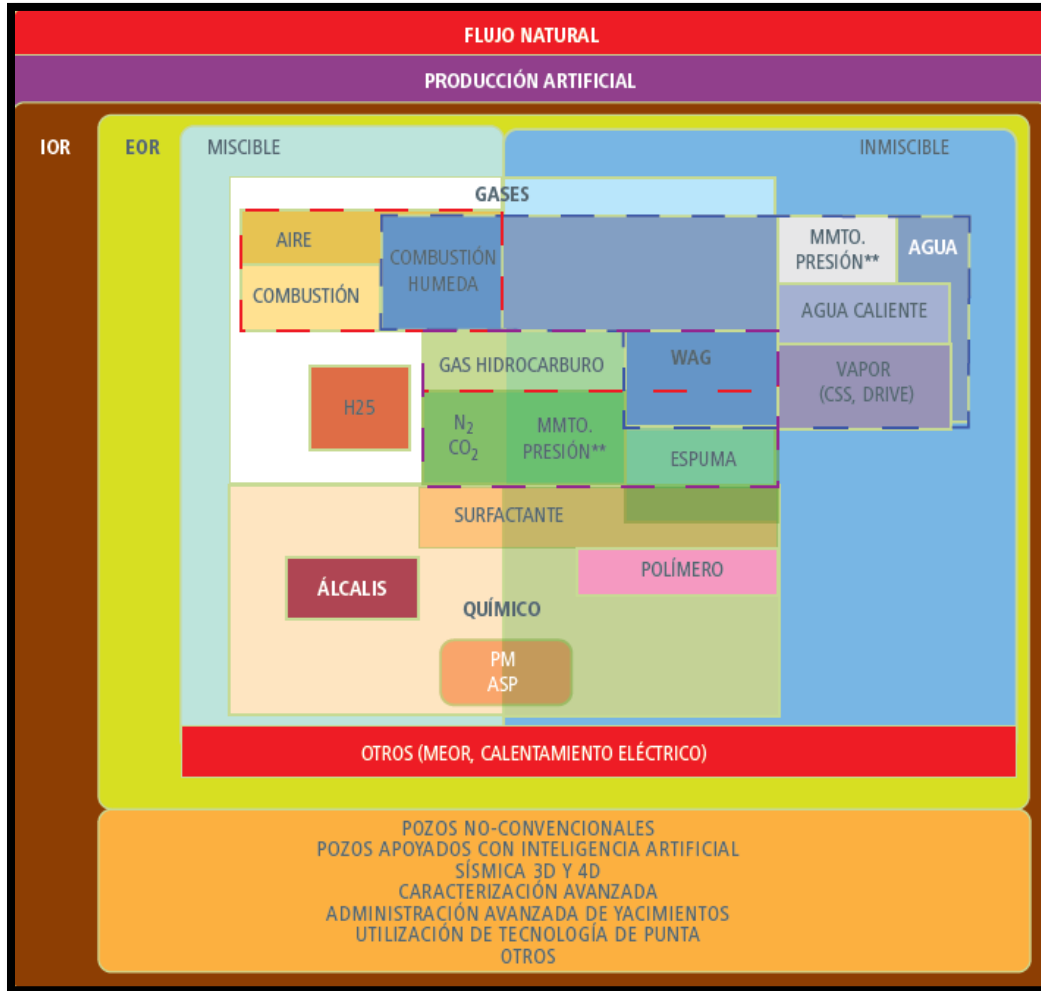 FLUJO NATURAL
PRODUCCIÓN ARTIFICIAL
IOR
EOR
MISCIBLE
INMISCIBLE
GASES
AIRE
COMBUSTIÓN
HUMEDA
MMTO.
PRESIÓN**
AGUA
COMBUSTIÓN
AGUA CALIENTE
GAS HIDROCARBURO
WAG
VAPOR
(CSS, DRIVE)
H25
N₂
CO₂
MMTO.
PRESIÓN**
ESPUMA
SURFACTANTE
POLÍMERO
ÁLCALIS
QUÍMICO
PM
ASP
OTROS (MEOR, CALENTAMIENTO ELÉCTRICO)
POZOS NO-CONVENCIONALES
POZOS APOYADOS CON INTELIGENCIA ARTIFICIAL
SÍSMICA 3D Y 4D
CARACTERIZACIÓN AVANZADA
ADMINISTRACIÓN AVANZADA DE YACIMIENTOS
UTILIZACIÓN DE TECNOLOGÍA DE PUNTA
OTROS